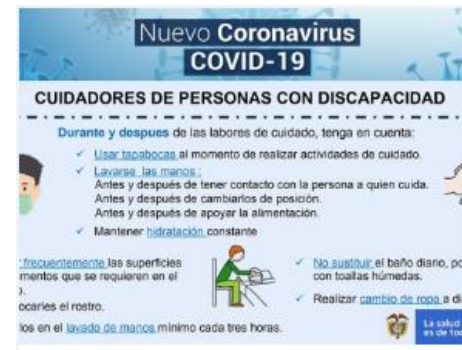 Nuevo Coronavirus
COVID-19
CUIDADORES DE PERSONAS CON DISCAPACIDAD
Durante y despues de las labores de cuidado, tenga en cuenta:
✓ Usar tapabocas al momento de realizar actividades de cuidado.
✓ Lavarse las manos :
Antes y después de tener contacto con la persona a quien cuida.
Antes y después de cambiarlos de posición.
Antes y después de apoyar la alimentación.
✓ Mantener hidratación constante
frecuentemente las superficies
mentos que se requieren en el
ocarles el rostro.
los en el lavado de manos mínimo cada tres horas.
✓ No sustituir el baño diario, po
con toallas húmedas.
✓ Realizar cambio de ropa a di
La salud
es de to